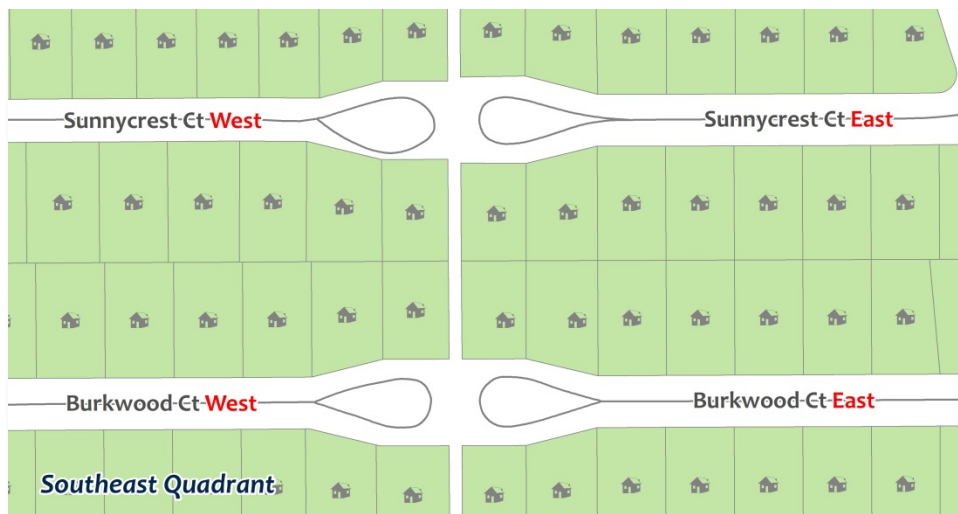 Sunnycrest Ct West
Sunnycrest Ct East
Burkwood Ct West
Burkwood Ct East
Southeast Quadrant